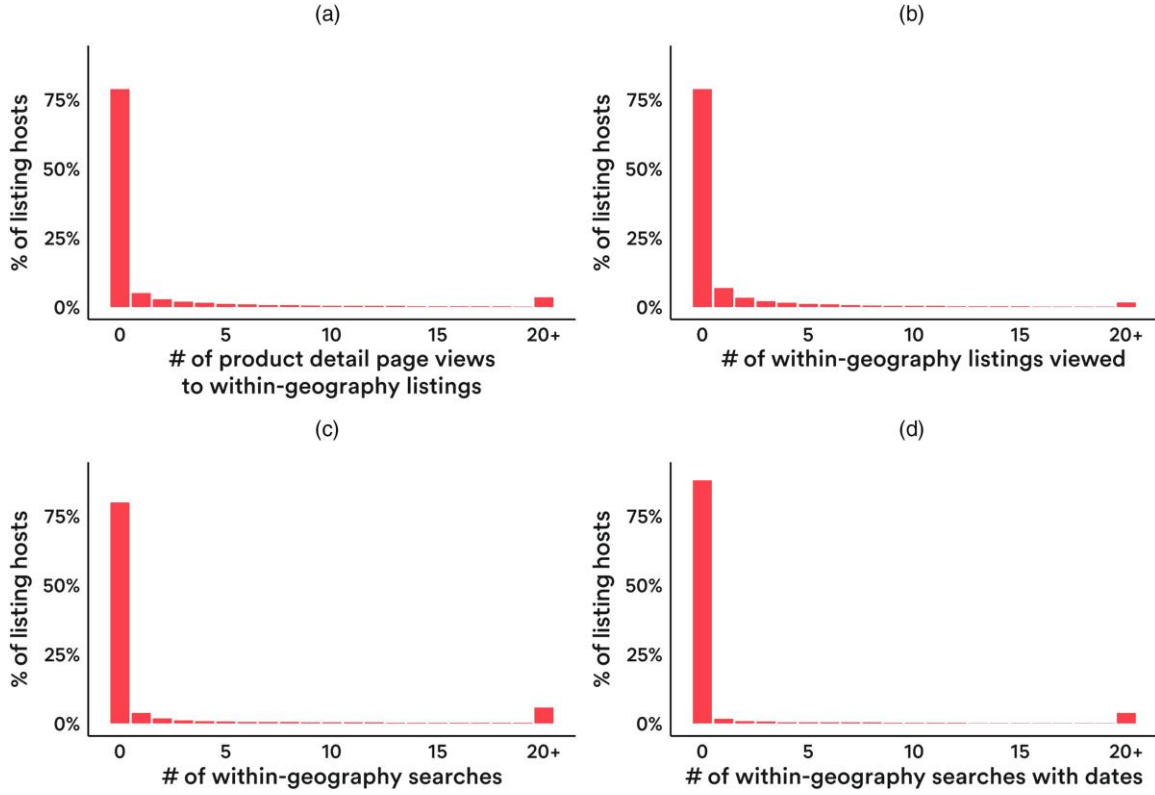 (a)
% of listing hosts
75%
50%
25%
0%
0 5 10 15 20+
# of product detail page views
to within-geography listings
(b)
% of listing hosts
75%
50%
25%
0%
0 5 10 15 20+
# of within-geography listings viewed
(c)
% of listing hosts
75%
50%
25%
0%
0 5 10 15 20+
# of within-geography searches
(d)
% of listing hosts
75%
50%
25%
0%
0 5 10 15 20+
# of within-geography searches with dates